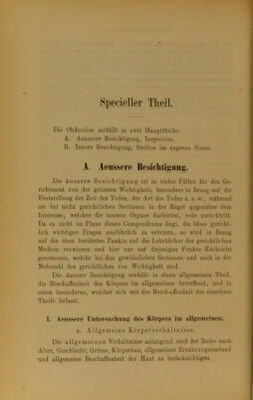 Specieller Theil.
Die Obduction zerfällt in zwei Haupttheile:
A. Aeussere Besichtigung, Inspection.
B. Innere Besichtigung, Section im engeren Sinne.
A. Aeussere Besichtigung.
Die äussere Besichtigung ist in vielen Fällen für den Ge-
richtsarzt von der grössten Wichtigkeit, besonders in Bezug auf die
Feststellung der Zeit des Todes, der Art des Todes u. s. w., während
sie bei nicht gerichtlichen Sectionen in der Regel gegenüber dem
Interesse, welches die inneren Organe darbieten, sehr zurücktritt.
Da es nicht im Plane dieses Compendiums liegt, die bloss gericht-
lich wichtigen Fragen ausführlich zu erörtern, so wird in Bezug
auf die eben berührten Punkte auf die Lehrbücher der gerichtlichen
Medicin verwiesen und hier nur auf diejenigen Punkte Rücksicht
genommen, welche bei den gewöhnlichen Sectionen und auch in der
Mehrzahl der gerichtlichen von Wichtigkeit sind.
Die äussere Besichtigung zerfällt in einen allgemeinen Theil,
die Beschaffenheit des Körpers im allgemeinen betreffend, und in
einen besonderen, welcher sich mit der Beschaffenheit der einzelnen
Theile befasst.
1. Aeussere Untersuchung des Körpers im allgemeinen.
a. Allgemeine Körperverhältnisse.
Die allgemeinen Verhältnisse anlangend sind der Reihe nach
Alter, Geschlecht, Grösse, Körperbau, allgemeiner Ernährungszustand
und allgemeine Beschaffenheit der Haut zu berücksichtigen.